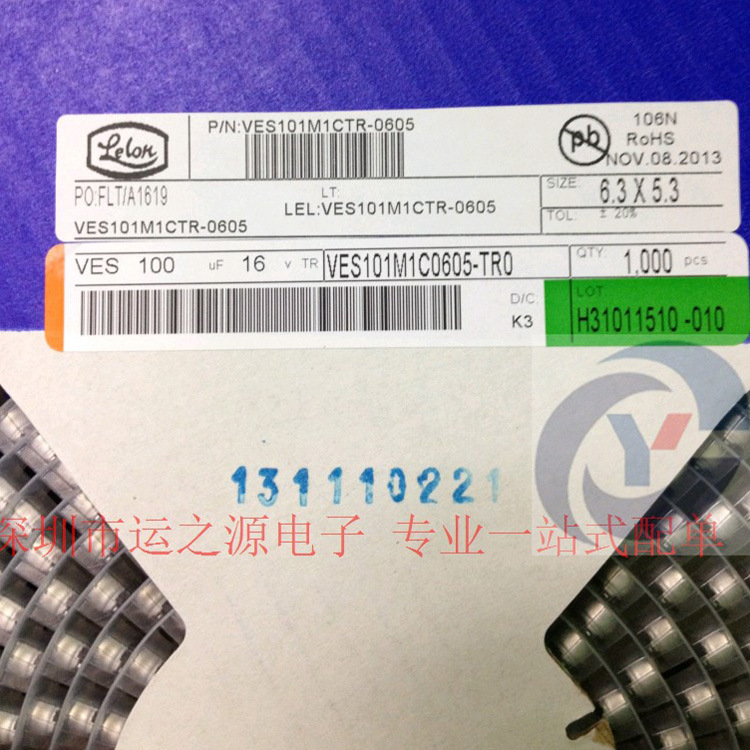 Lelon
P/N:VES101M1CTR-0605
Pb
106N
RoHS
NOV.08.2013
PO:FLT/A1619
LT:
LEL:VES101M1CTR-0605
SIZE: 6.3 X 5.3
TOL: ± 20%
VES101M1CTR-0605
VES 100 uF 16 v TR VES101M1C0605-TR0
QTY 1,000 pcs
D/C: K3
LOT
H31011510-010
Y
131110221
深圳市运之源电子 专业一站式配单